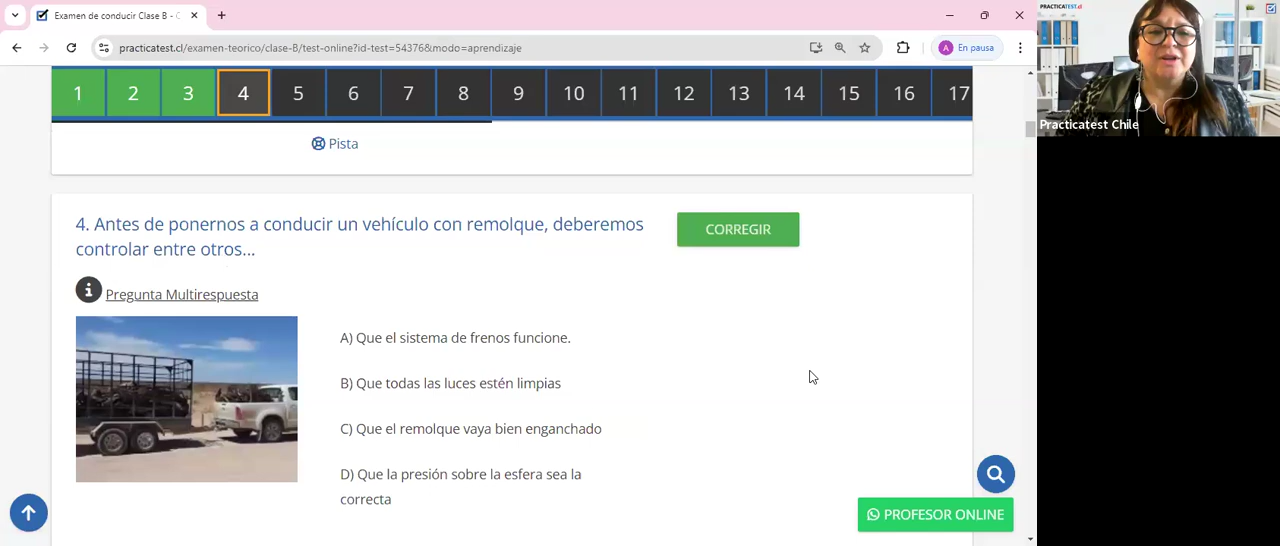 Examen de conducir Clase B - C
practicatest.cl/examen-teorico/clase-B/test-online?id-test=54376&modo=aprendizaje
A En pausa
PRACTICATEST.cl
Practicatest Chile
1 2 3 4 5 6 7 8 9 10 11 12 13 14 15 16 17
Pista
4. Antes de ponernos a conducir un vehículo con remolque, deberemos
controlar entre otros...
CORREGIR
Pregunta Multirespuesta
A) Que el sistema de frenos funcione.
B) Que todas las luces estén limpias
C) Que el remolque vaya bien enganchado
D) Que la presión sobre la esfera sea la
correcta
PROFESOR ONLINE